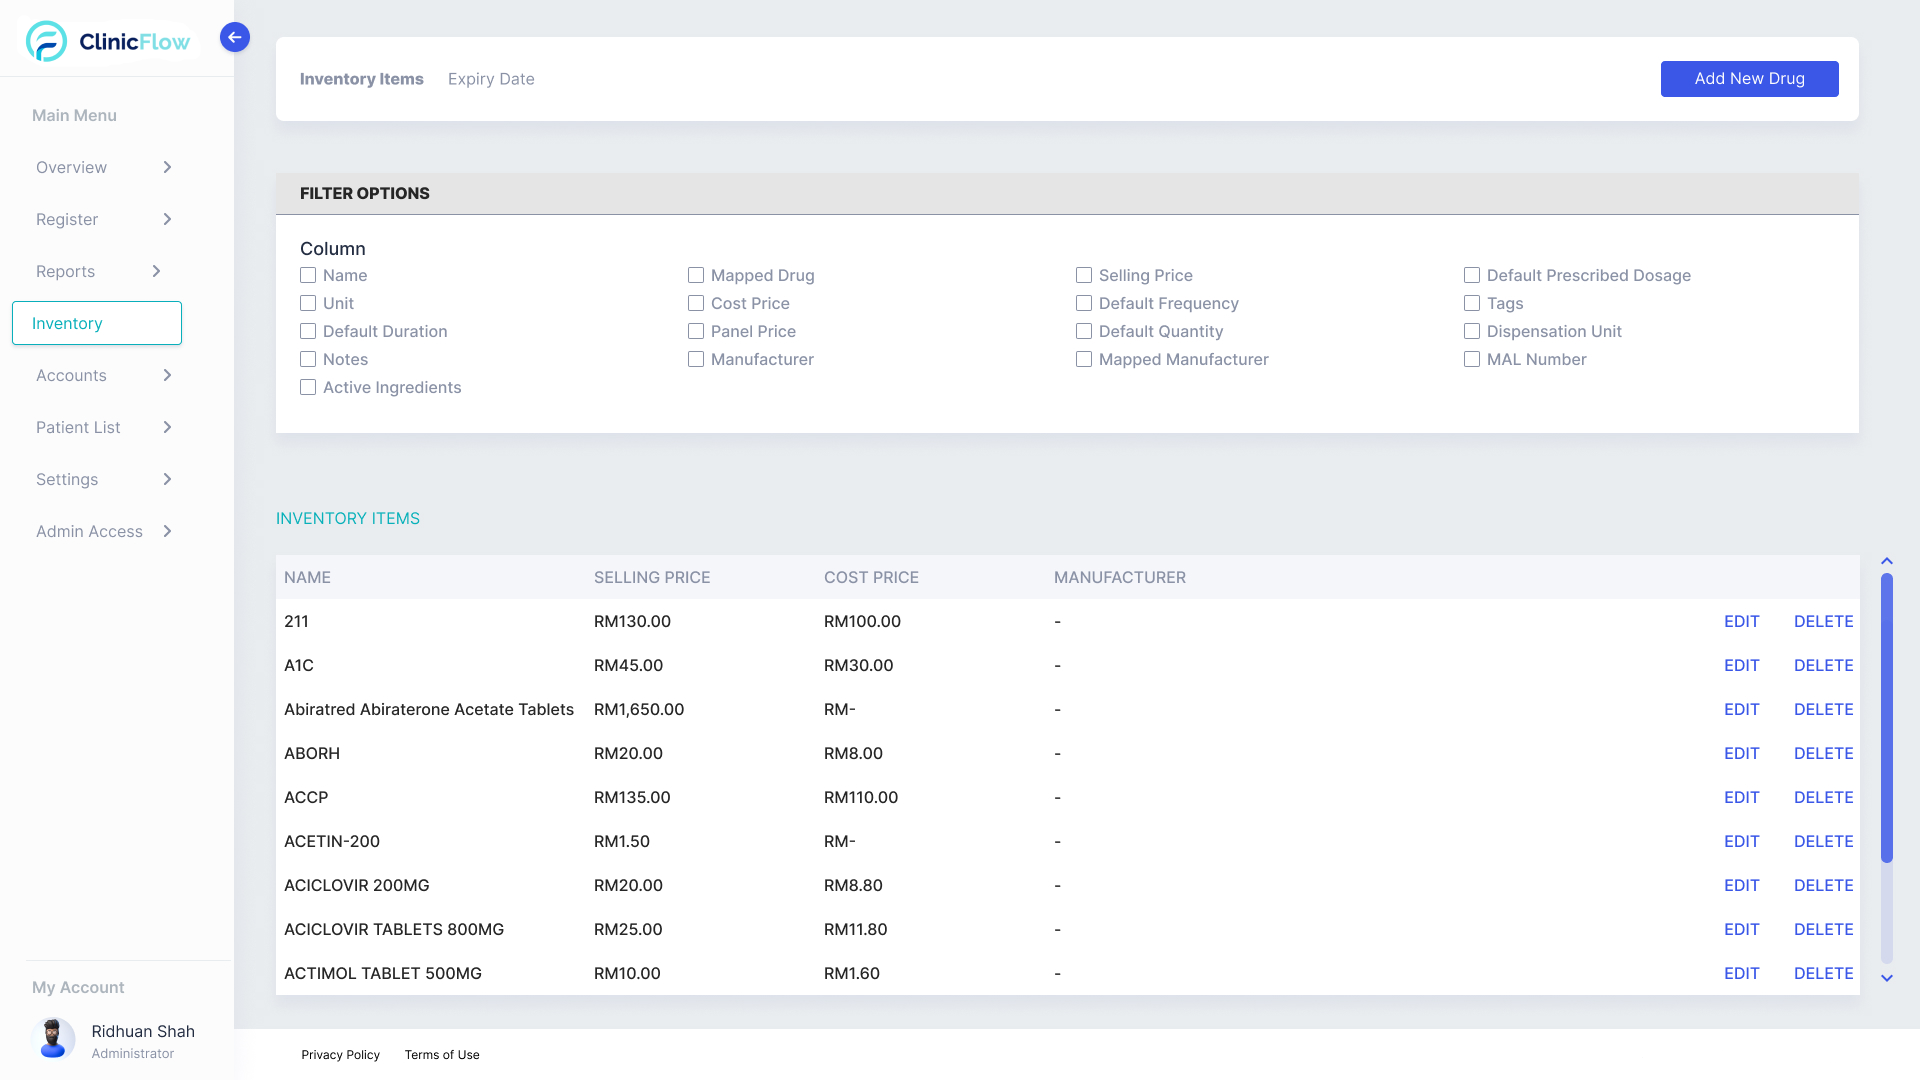 ClinicFlow
Main Menu
Overview
Register
Reports
Inventory
Accounts
Patient List
Settings
Admin Access
My Account
Ridhuan Shah
Administrator
Inventory Items Expiry Date Add New Drug
FILTER OPTIONS
Column
Name Mapped Drug Selling Price Default Prescribed Dosage
Unit Cost Price Default Frequency Tags
Default Duration Panel Price Default Quantity Dispensation Unit
Notes Manufacturer Mapped Manufacturer MAL Number
Active Ingredients
INVENTORY ITEMS
NAME SELLING PRICE COST PRICE MANUFACTURER
211 RM130.00 RM100.00 - EDIT DELETE
A1C RM45.00 RM30.00 - EDIT DELETE
Abiratred Abiraterone Acetate Tablets RM1,650.00 RM- - EDIT DELETE
ABORH RM20.00 RM8.00 - EDIT DELETE
ACCP RM135.00 RM110.00 - EDIT DELETE
ACETIN-200 RM1.50 RM- - EDIT DELETE
ACICLOVIR 200MG RM20.00 RM8.80 - EDIT DELETE
ACICLOVIR TABLETS 800MG RM25.00 RM11.80 - EDIT DELETE
ACTIMOL TABLET 500MG RM10.00 RM1.60 - EDIT DELETE
Privacy Policy Terms of Use